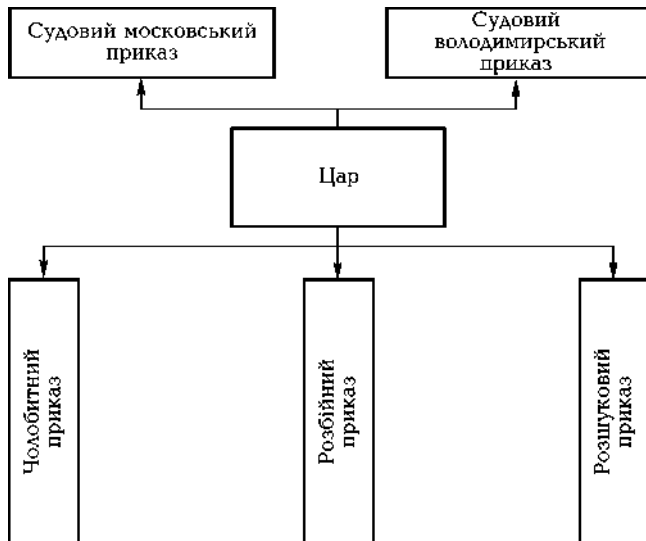 Судовий московський
приказ
Судовий
володимирський
приказ
Цар
Чолобитний
приказ
Розбійний
приказ
Розшуковий
приказ